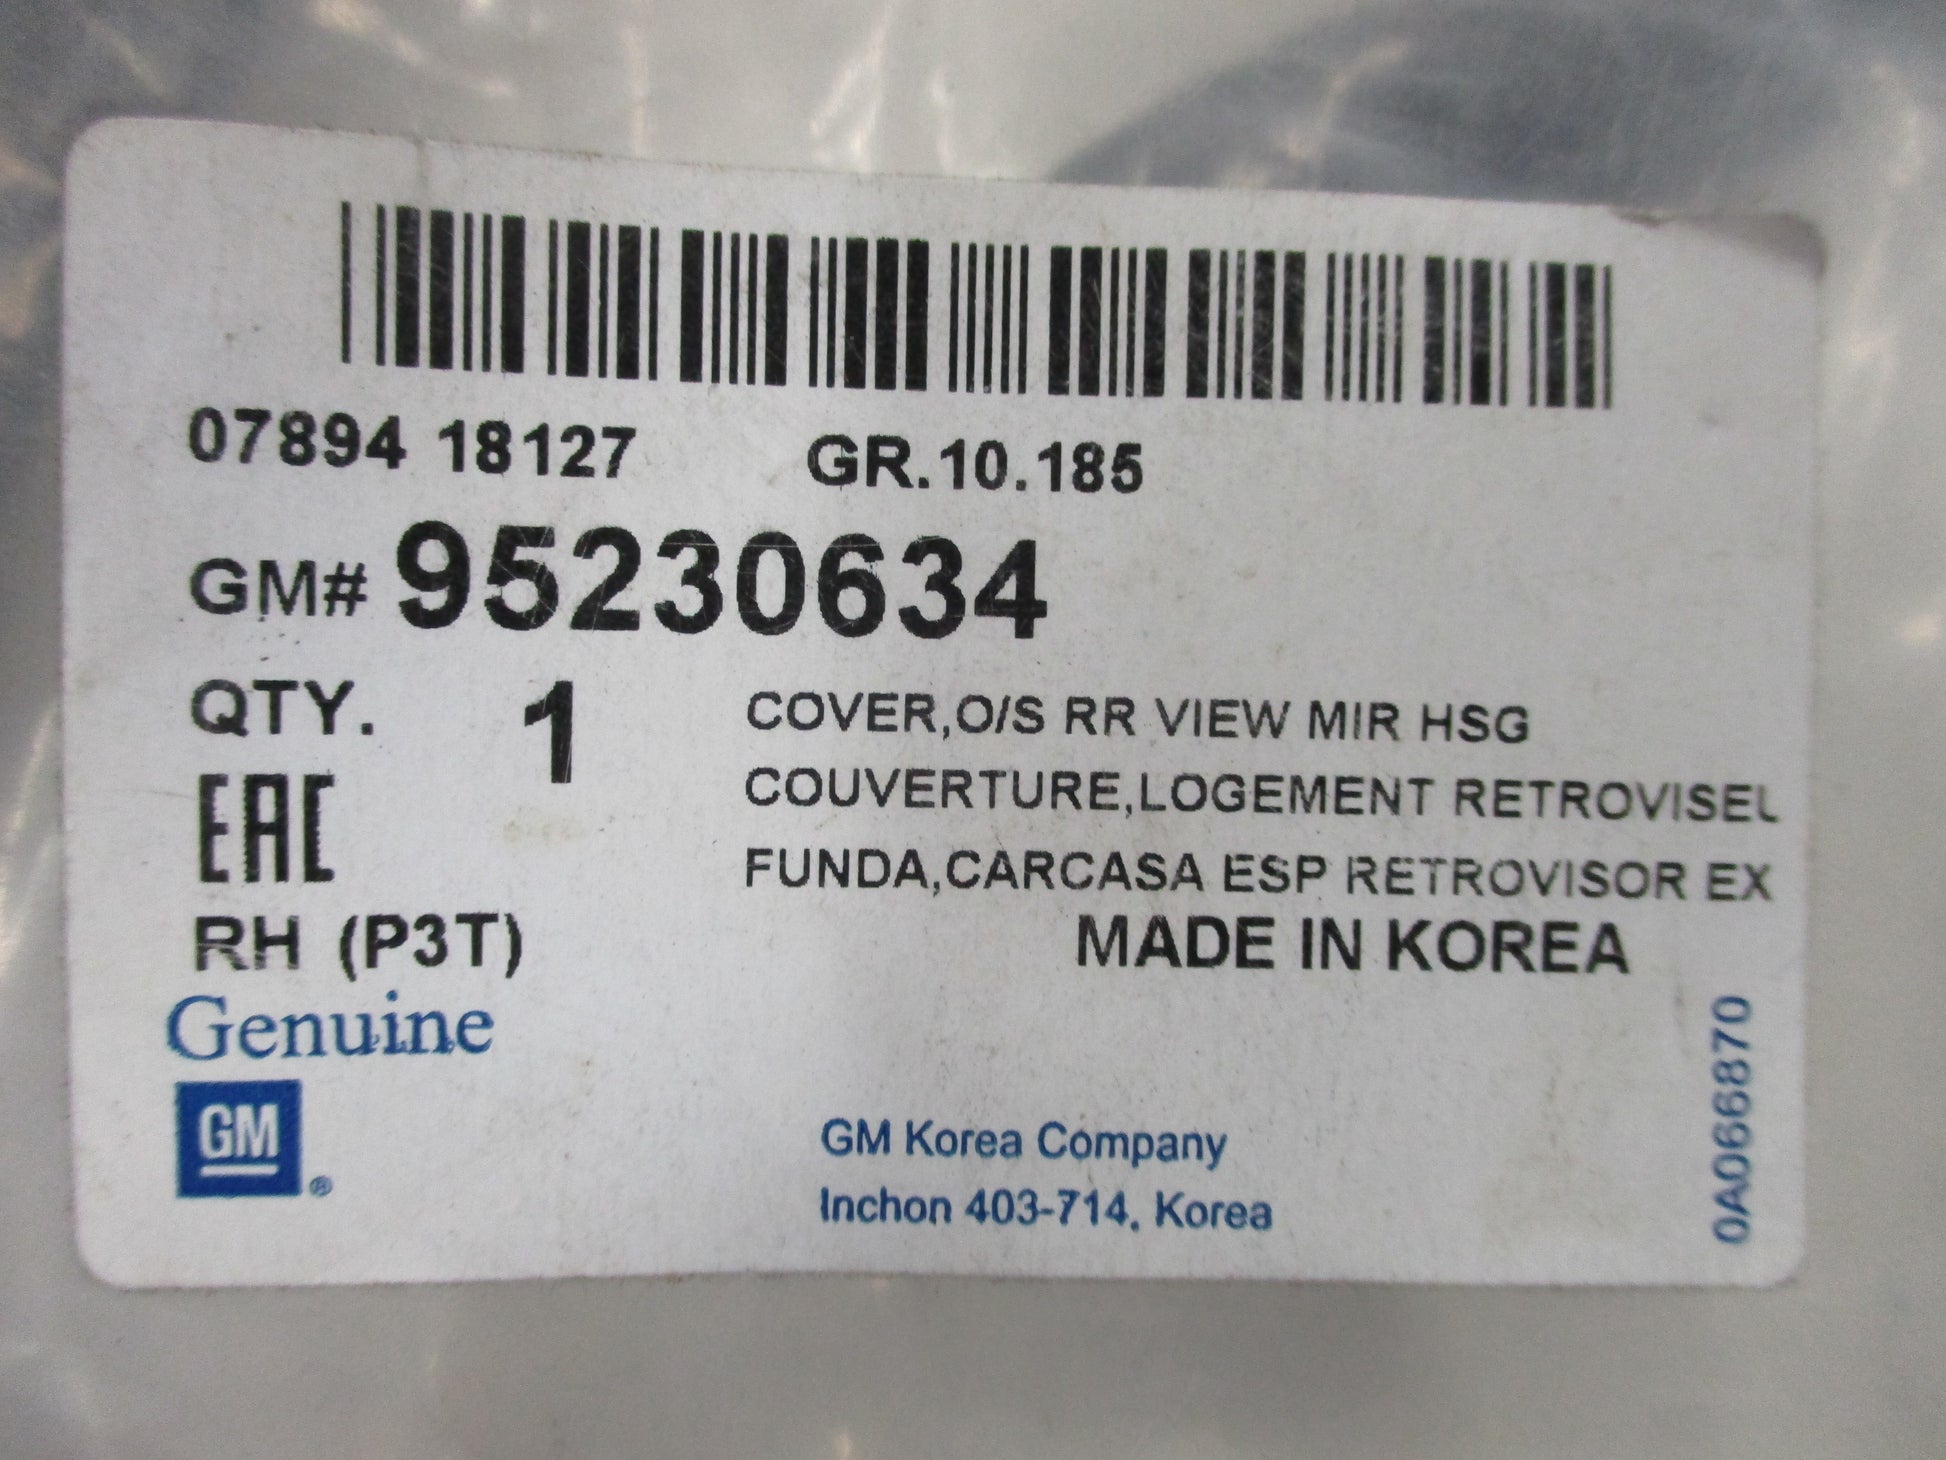 07894 18127 GR.10.185
GM# 95230634
QTY. 1 COVER,O/S RR VIEW MIR HSG
COUVERTURE,LOGEMENT RETROVISEL
EAC
FUNDA,CARCASA ESP RETROVISOR EX
RH (P3T) MADE IN KOREA
Genuine
GM ®
GM Korea Company
Inchon 403-714, Korea
0A066870